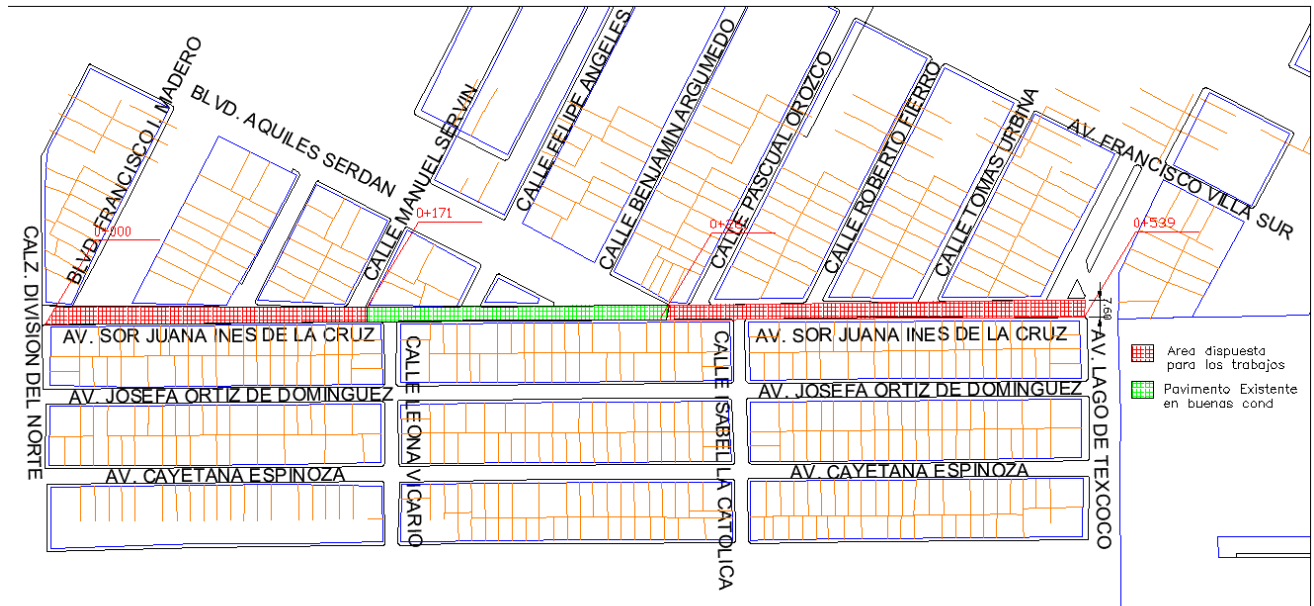 BLVD. FRANCISCO I. MADERO
BLVD. AQUILES SERDAN
CALLE MANUEL SERVIN
CALLE FELIPE ANGELES
CALLE BENJAMIN ARGUMEDO
CALLE PASCUAL OROZCO
CALLE ROBERTO FIERRO
CALLE TOMAS URBINA
AV. FRANCISCO VILLA SUR
0+000
0+171
0+539
7.60
CALZ. DIVISION DEL NORTE
AV. SOR JUANA INES DE LA CRUZ
CALLE LEONA VICARIO
CALLE ISABEL LA CATOLICA
AV. SOR JUANA INES DE LA CRUZ
AV. LAGO DE TEXCOCO
AV. JOSEFA ORTIZ DE DOMINGUEZ
AV. JOSEFA ORTIZ DE DOMINGUEZ
AV. CAYETANA ESPINOZA
AV. CAYETANA ESPINOZA
Area dispuesta
para los trabajos
Pavimento Existente
en buenas cond